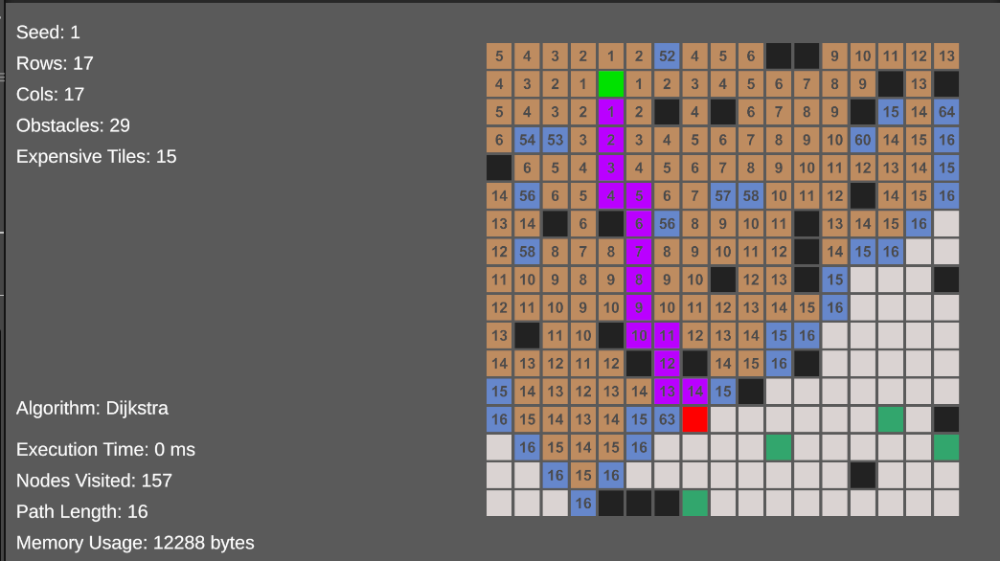 Seed: 1
Rows: 17
Cols: 17
Obstacles: 29
Expensive Tiles: 15
Algorithm: Dijkstra
Execution Time: 0 ms
Nodes Visited: 157
Path Length: 16
Memory Usage: 12288 bytes
5 4 3 2 1 2 52 4 5 6 9 10 11 12 13
4 3 2 1 1 2 3 4 5 6 7 8 9 13
5 4 3 2 1 2 4 6 7 8 9 15 14 64
6 54 53 3 2 3 4 5 6 7 8 9 10 60 14 15 16
6 5 4 3 4 5 6 7 8 9 10 11 12 13 14 15
14 56 6 5 4 5 6 7 57 58 10 11 12 14 15 16
13 14 6 6 56 8 9 10 11 13 14 15 16
12 58 8 7 8 7 8 9 10 11 12 14 15 16
11 10 9 8 9 8 9 10 12 13 15
12 11 10 9 10 9 10 11 12 13 14 15 16
13 11 10 10 11 12 13 14 15 16
14 13 12 11 12 12 14 15 16
15 14 13 12 13 14 13 14 15
16 15 14 13 14 15 63
16 15 14 15 16
16 15 16
16